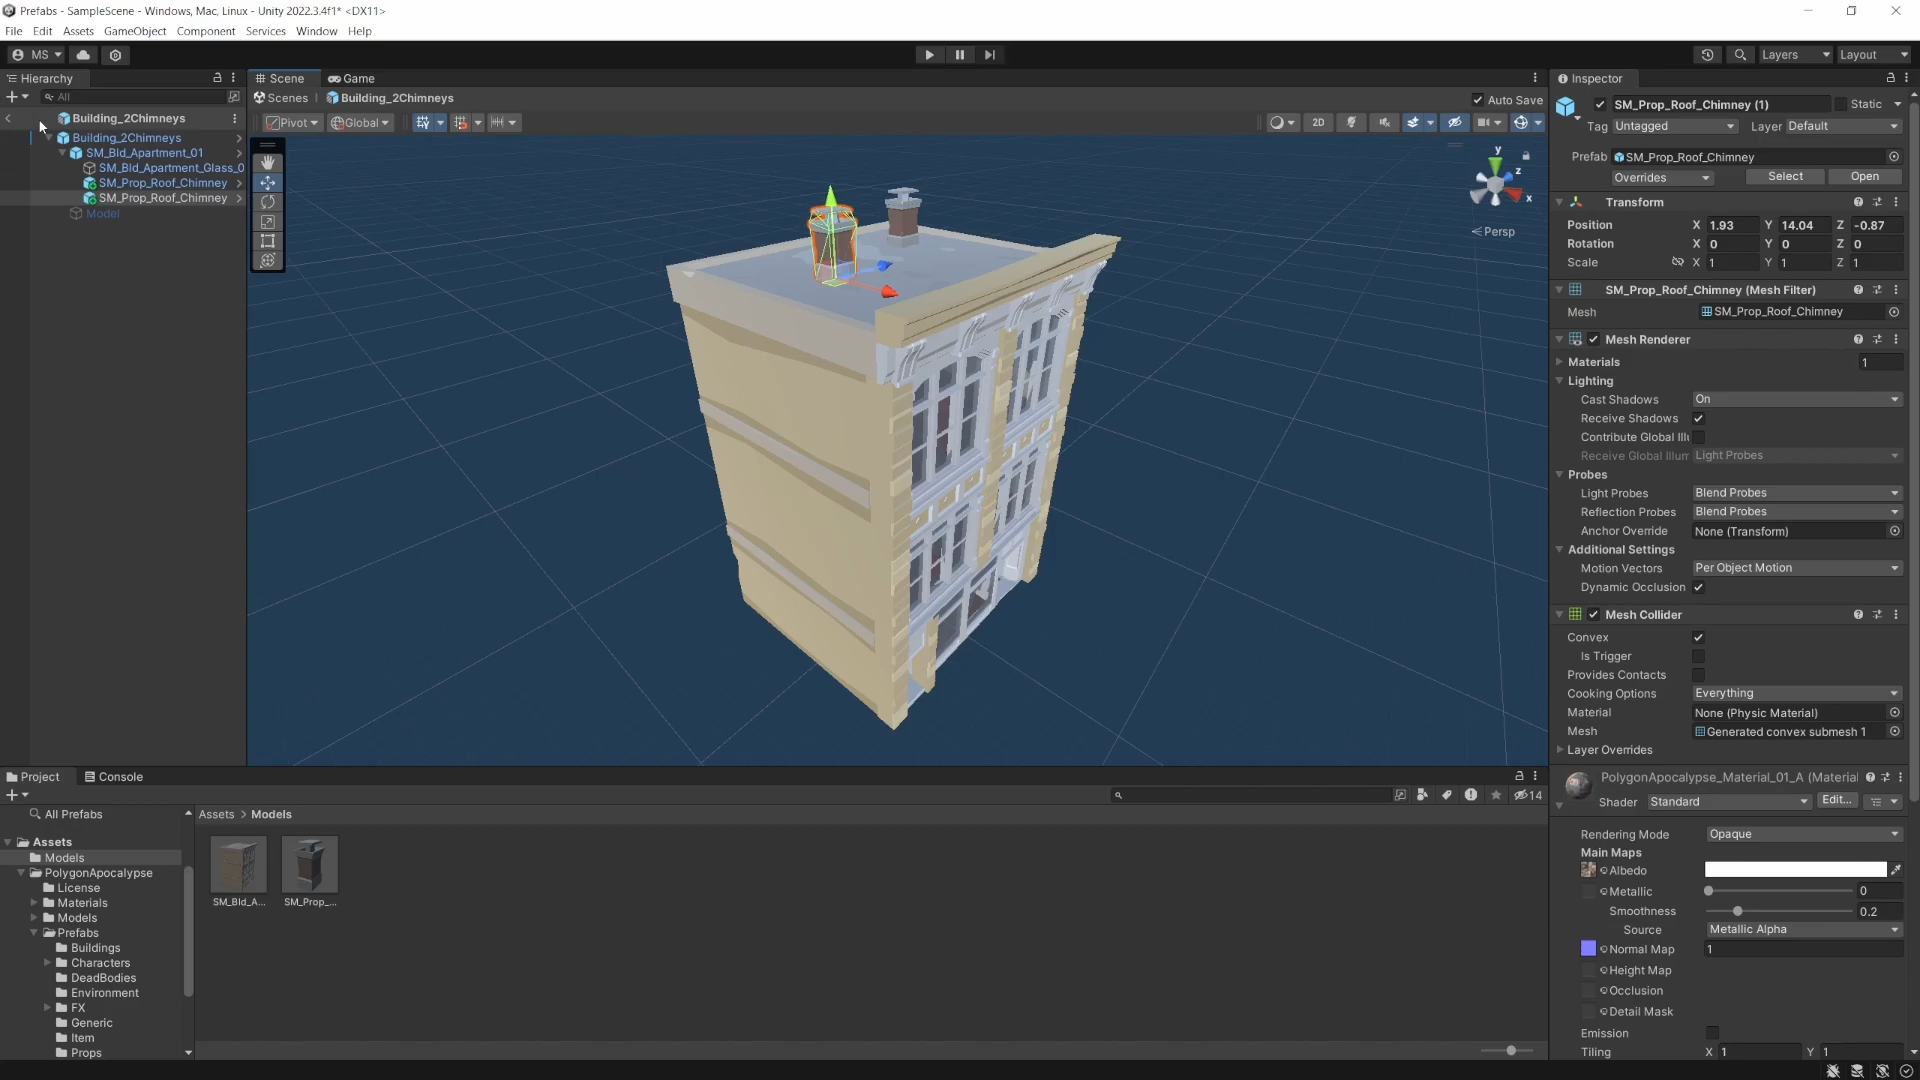 Prefabs - SampleScene - Windows, Mac, Linux - Unity 2022.3.4f1* <DX11>
File Edit Assets GameObject Component Services Window Help
MS Layers Layout
Hierarchy
All
Building_2Chimneys
Building_2Chimneys
SM_Bld_Apartment_01
SM_Bld_Apartment_Glass_0
SM_Prop_Roof_Chimney
SM_Prop_Roof_Chimney
Model
Scene Game
Scenes Building_2Chimneys Auto Save
Pivot Global 2D
y
z
x
Persp
Inspector
SM_Prop_Roof_Chimney (1) Static
Tag Untagged Layer Default
Prefab SM_Prop_Roof_Chimney
Overrides Select Open
Transform
Position X 1.93 Y 14.04 Z -0.87
Rotation X 0 Y 0 Z 0
Scale X 1 Y 1 Z 1
SM_Prop_Roof_Chimney (Mesh Filter)
Mesh SM_Prop_Roof_Chimney
Mesh Renderer
Materials 1
Lighting
Cast Shadows On
Receive Shadows
Contribute Global Illu
Receive Global Illum Light Probes
Probes
Light Probes Blend Probes
Reflection Probes Blend Probes
Anchor Override None (Transform)
Additional Settings
Motion Vectors Per Object Motion
Dynamic Occlusion
Mesh Collider
Convex
Is Trigger
Provides Contacts
Cooking Options Everything
Material None (Physic Material)
Mesh Generated convex submesh 1
Layer Overrides
PolygonApocalypse_Material_01_A (Material
Shader Standard Edit...
Rendering Mode Opaque
Main Maps
Albedo
Metallic 0
Smoothness 0.2
Source Metallic Alpha
Normal Map 1
Height Map
Occlusion
Detail Mask
Emission
Tiling X 1 Y 1
Project Console
14
All Prefabs
Assets
Models
PolygonApocalypse
License
Materials
Models
Prefabs
Buildings
Characters
DeadBodies
Environment
FX
Generic
Item
Props
Assets > Models
SM_Bld_A... SM_Prop_...